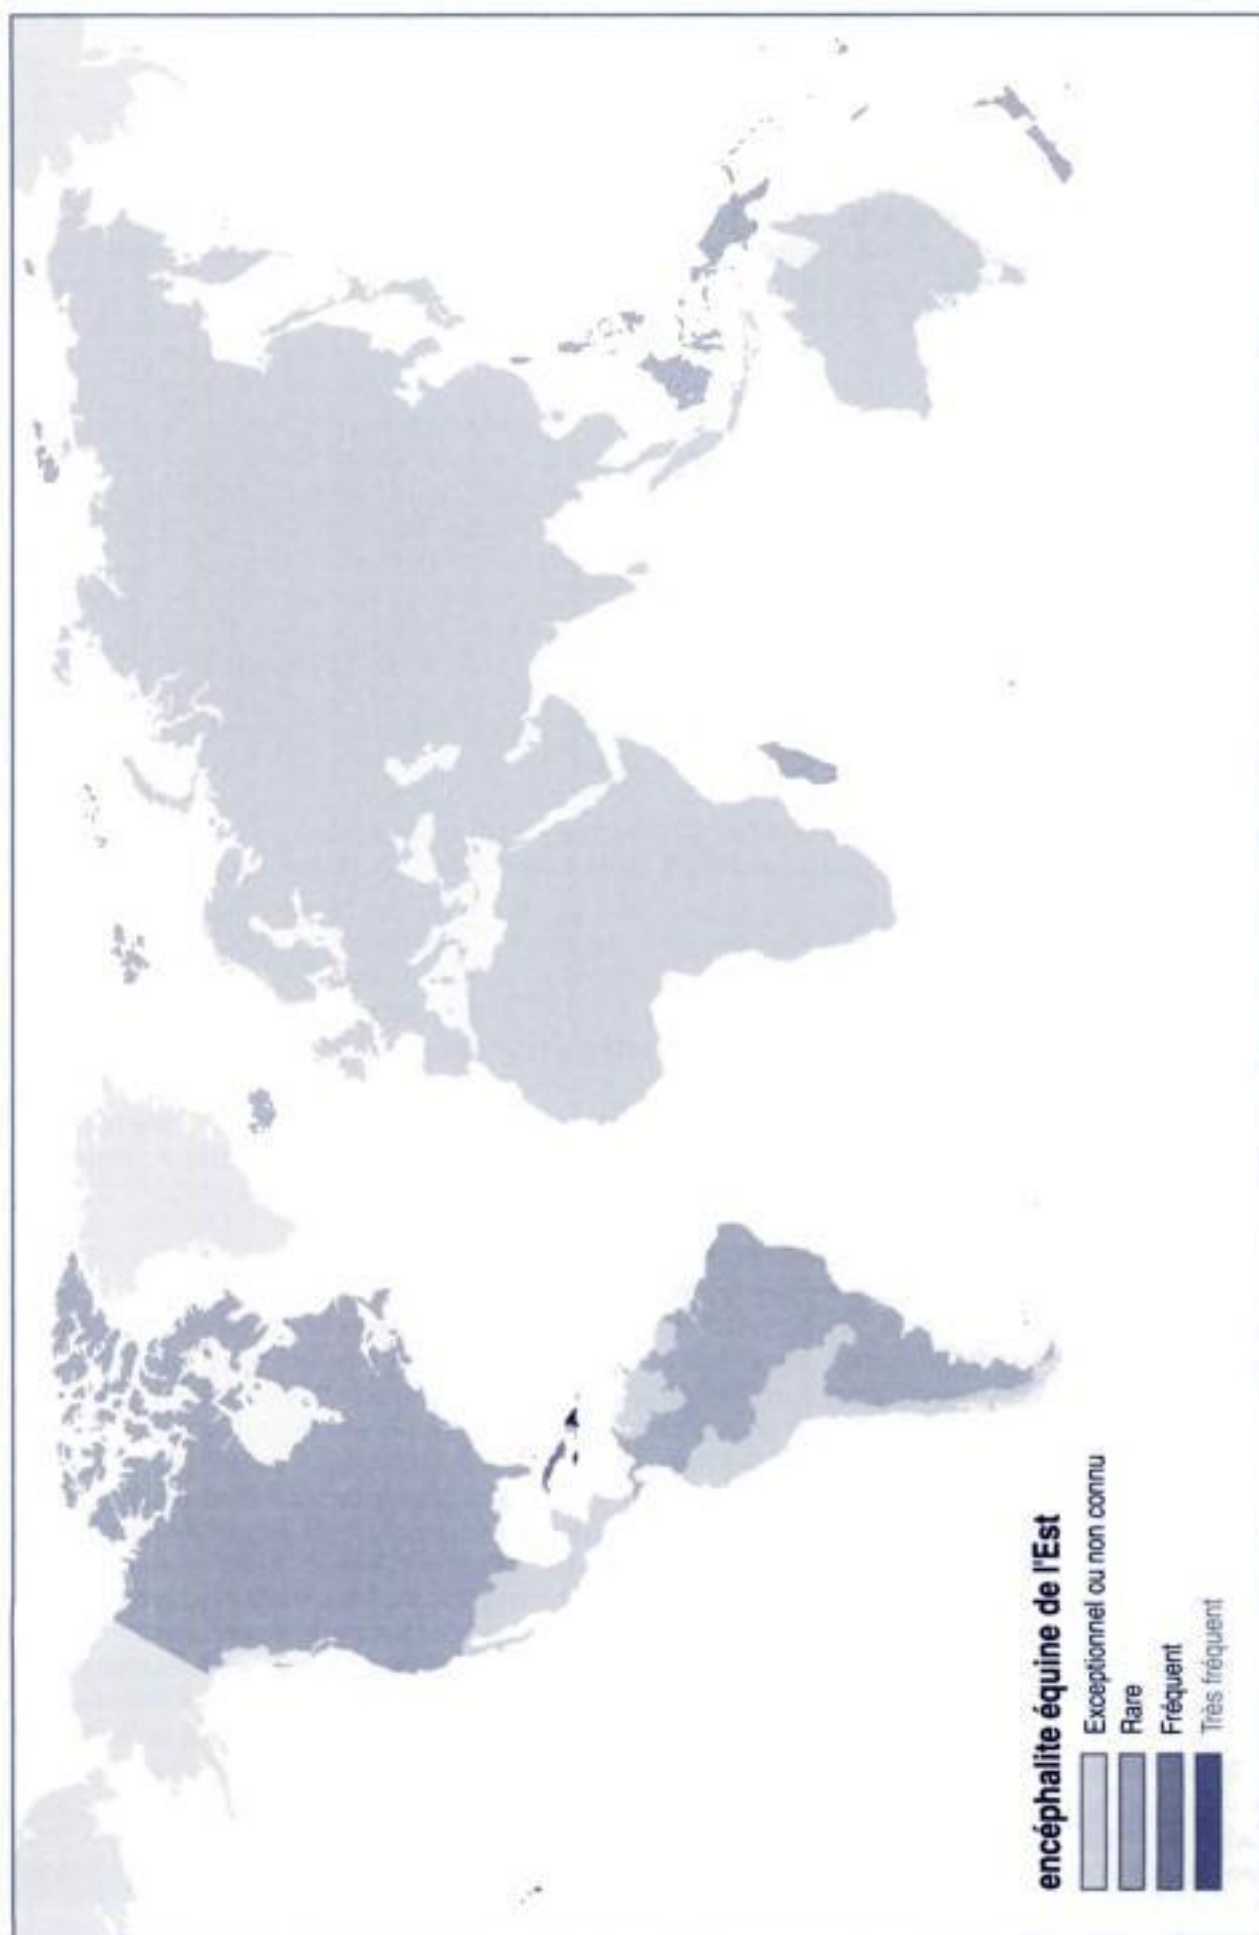 encéphalite équine de l'Est
Exceptionnel ou non connu
Rare
Fréquent
Très fréquent